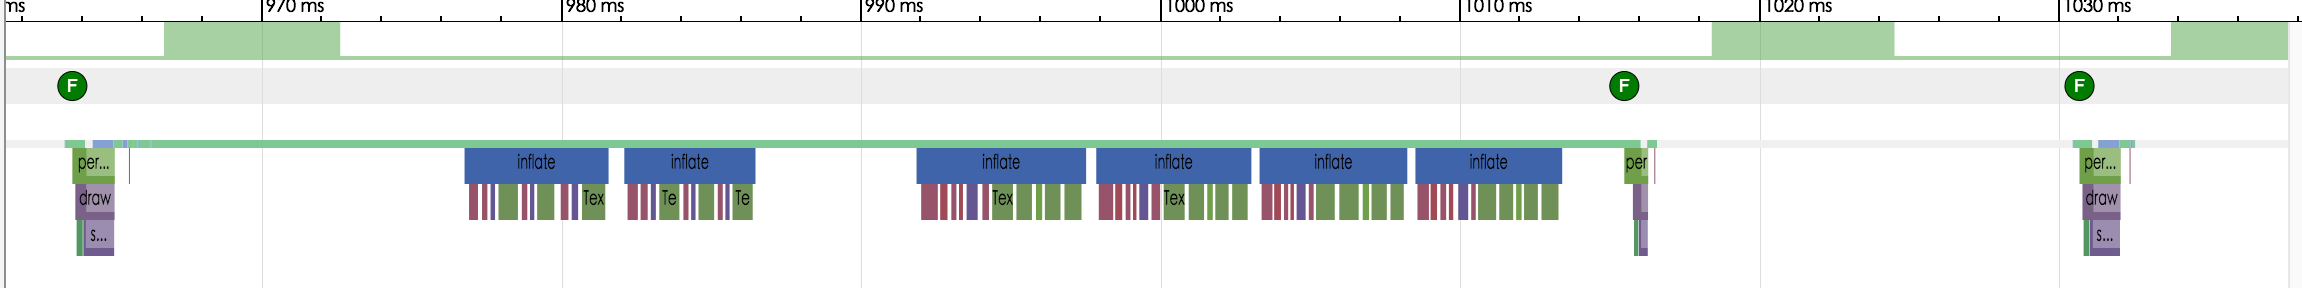 ms 970 ms 980 ms 990 ms 1000 ms 1010 ms 1020 ms 1030 ms
F F F
per... inflate inflate inflate inflate inflate inflate per per...
draw Tex Te Te Tex Tex draw
s... s...